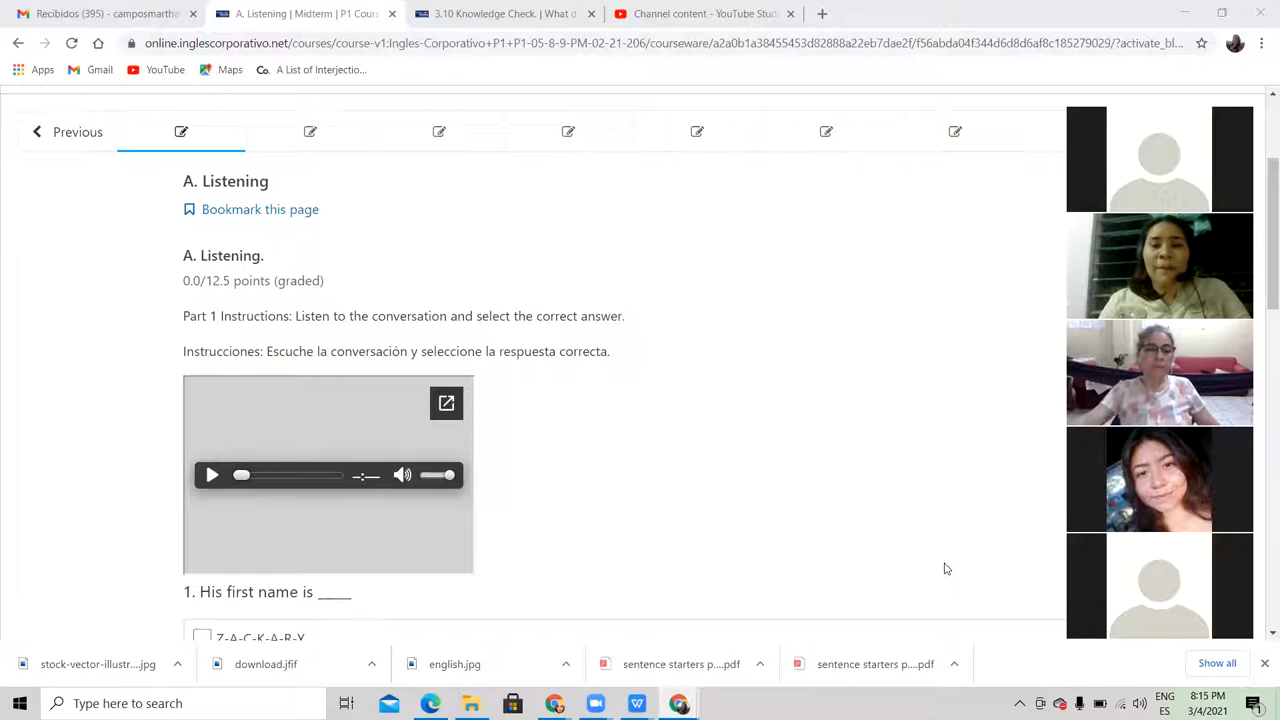 Recibidos (395) - camposmartha
A. Listening | Midterm | P1 Cours
3.10 Knowledge Check. | What d
Channel content - YouTube Stud
online.inglescorporativo.net/courses/course-v1:Ingles-Corporativo+P1+P1-05-8-9-PM-02-21-206/courseware/a2a0b1a38455453d82888a22eb7dae2f/f56abda04f344d6d8d6af8c185279029/?activate_bl...
Apps
Gmail
YouTube
Maps
Co.
A List of Interjectio...
Previous
A. Listening
Bookmark this page
A. Listening.
0.0/12.5 points (graded)
Part 1 Instructions: Listen to the conversation and select the correct answer.
Instrucciones: Escuche la conversación y seleccione la respuesta correcta.
--:--
1. His first name is _____
Z-A-C-K-A-R-Y
stock-vector-illustr....jpg
download.jfif
english.jpg
sentence starters p....pdf
sentence starters p....pdf
Show all
Type here to search
ENG
ES
8:15 PM
3/4/2021
1